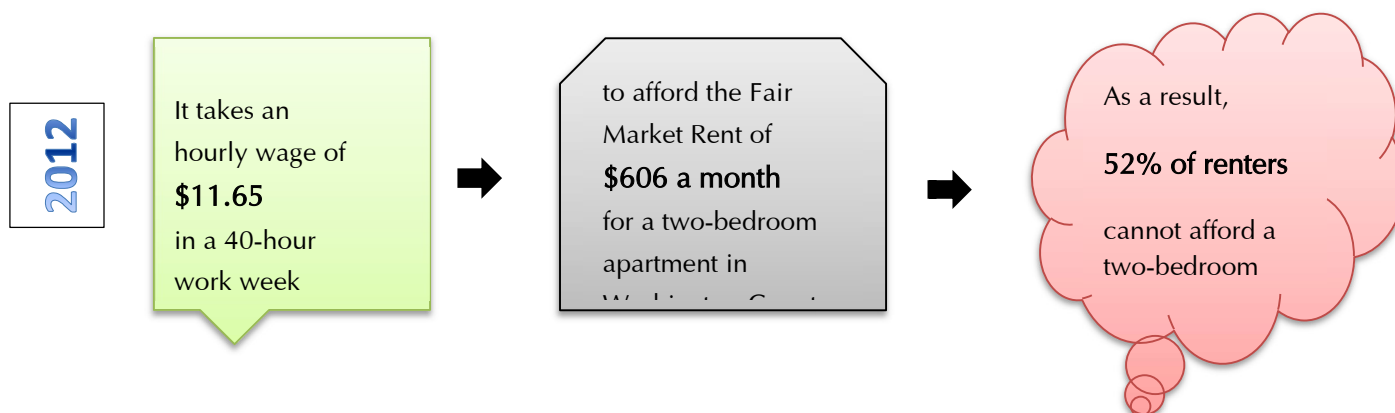 2012
It takes an
hourly wage of
$11.65
in a 40-hour
work week
to afford the Fair
Market Rent of
$606 a month
for a two-bedroom
apartment in
As a result,
52% of renters
cannot afford a
two-bedroom